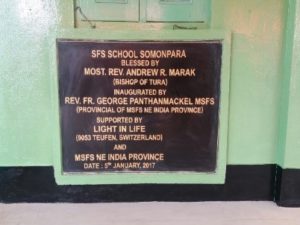 SFS SCHOOL SOMONPARA
BLESSED BY
MOST. REV. ANDREW R. MARAK
(BISHOP OF TURA)
INAUGURATED BY
REV. FR. GEORGE PANTHANMACKEL MSFS
(PROVINCIAL OF MSFS NE INDIA PROVINCE)
SUPPORTED BY
LIGHT IN LIFE
(9053 TEUFEN, SWITZERLAND)
AND
MSFS NE INDIA PROVINCE
DATE : 5TH JANUARY, 2017